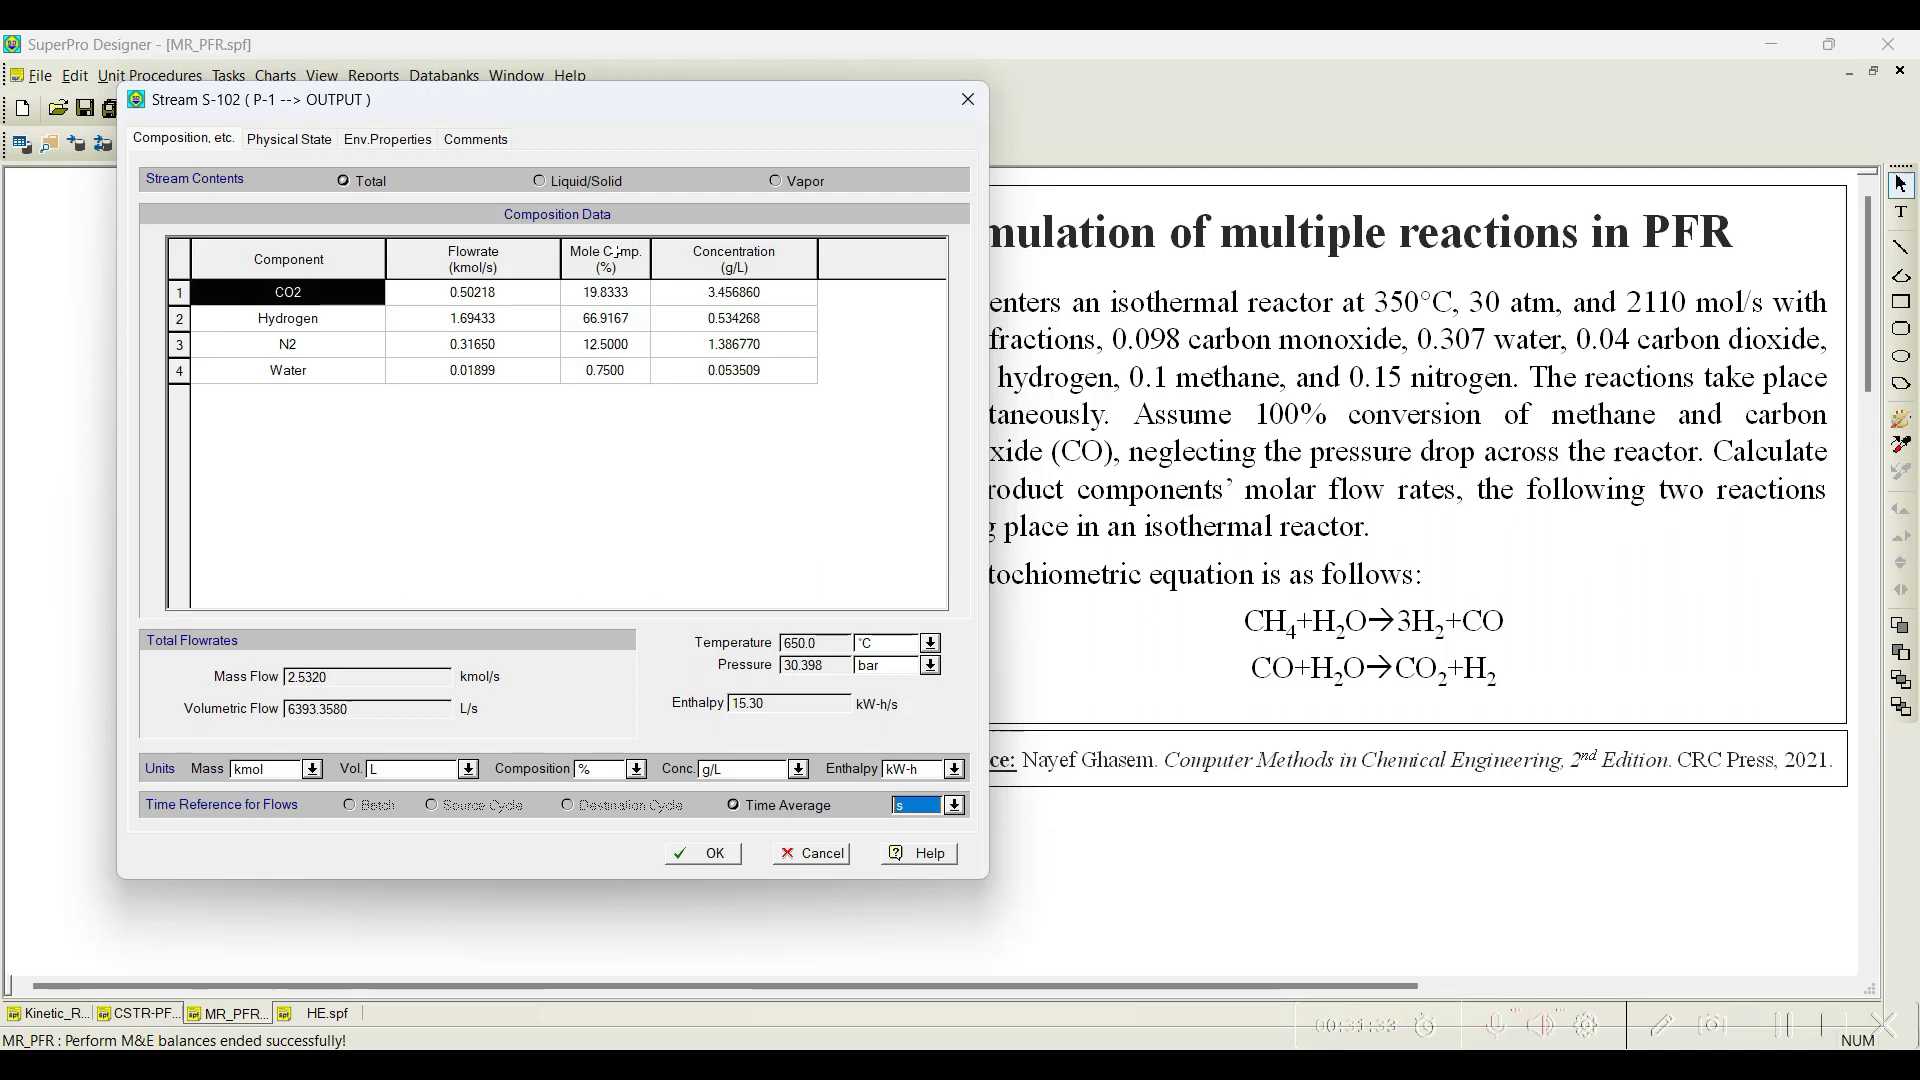 SuperPro Designer - [MR_PFR.spf]
File Edit Unit Procedures Tasks Charts View Reports Databanks Window Help
Stream S-102 ( P-1 --> OUTPUT )
Composition, etc. Physical State Env.Properties Comments
Stream Contents Total Liquid/Solid Vapor
Composition Data
Component Flowrate (kmol/s) Mole Comp. (%) Concentration (g/L)
1 CO2 0.50218 19.8333 3.456860
2 Hydrogen 1.69433 66.9167 0.534268
3 N2 0.31650 12.5000 1.386770
4 Water 0.01899 0.7500 0.053509
Total Flowrates
Mass Flow 2.5320 kmol/s
Volumetric Flow 6393.3580 L/s
Temperature 650.0 °C
Pressure 30.398 bar
Enthalpy 15.30 kW-h/s
Units Mass kmol Vol. L Composition % Conc. g/L Enthalpy kW-h
Time Reference for Flows Batch Source Cycle Destination Cycle Time Average s
OK Cancel Help
mulation of multiple reactions in PFR
enters an isothermal reactor at 350°C, 30 atm, and 2110 mol/s with
fractions, 0.098 carbon monoxide, 0.307 water, 0.04 carbon dioxide,
hydrogen, 0.1 methane, and 0.15 nitrogen. The reactions take place
taneously. Assume 100% conversion of methane and carbon
xide (CO), neglecting the pressure drop across the reactor. Calculate
roduct components’ molar flow rates, the following two reactions
g place in an isothermal reactor.
tochiometric equation is as follows:
CH4+H2O→3H2+CO
CO+H2O→CO2+H2
ce: Nayef Ghasem. Computer Methods in Chemical Engineering, 2nd Edition. CRC Press, 2021.
Kinetic_R... CSTR-PF... MR_PFR... HE.spf
00:31:33
MR_PFR : Perform M&E balances ended successfully!
NUM